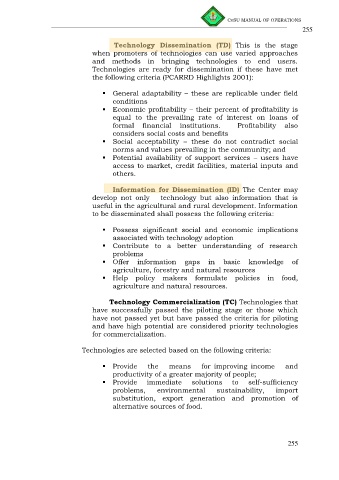 CvSU MANUAL OF OPERATIONS
255
Technology Dissemination (TD) This is the stage
when promoters of technologies can use varied approaches
and methods in bringing technologies to end users.
Technologies are ready for dissemination if these have met
the following criteria (PCARRD Highlights 2001):
▪ General adaptability – these are replicable under field
conditions
▪ Economic profitability – their percent of profitability is
equal to the prevailing rate of interest on loans of
formal financial institutions. Profitability also
considers social costs and benefits
▪ Social acceptability – these do not contradict social
norms and values prevailing in the community; and
▪ Potential availability of support services – users have
access to market, credit facilities, material inputs and
others.
Information for Dissemination (ID) The Center may
develop not only technology but also information that is
useful in the agricultural and rural development. Information
to be disseminated shall possess the following criteria:
▪ Possess significant social and economic implications
associated with technology adoption
▪ Contribute to a better understanding of research
problems
▪ Offer information gaps in basic knowledge of
agriculture, forestry and natural resources
▪ Help policy makers formulate policies in food,
agriculture and natural resources.
Technology Commercialization (TC) Technologies that
have successfully passed the piloting stage or those which
have not passed yet but have passed the criteria for piloting
and have high potential are considered priority technologies
for commercialization.
Technologies are selected based on the following criteria:
▪ Provide the means for improving income and
productivity of a greater majority of people;
▪ Provide immediate solutions to self-sufficiency
problems, environmental sustainability, import
substitution, export generation and promotion of
alternative sources of food.
255